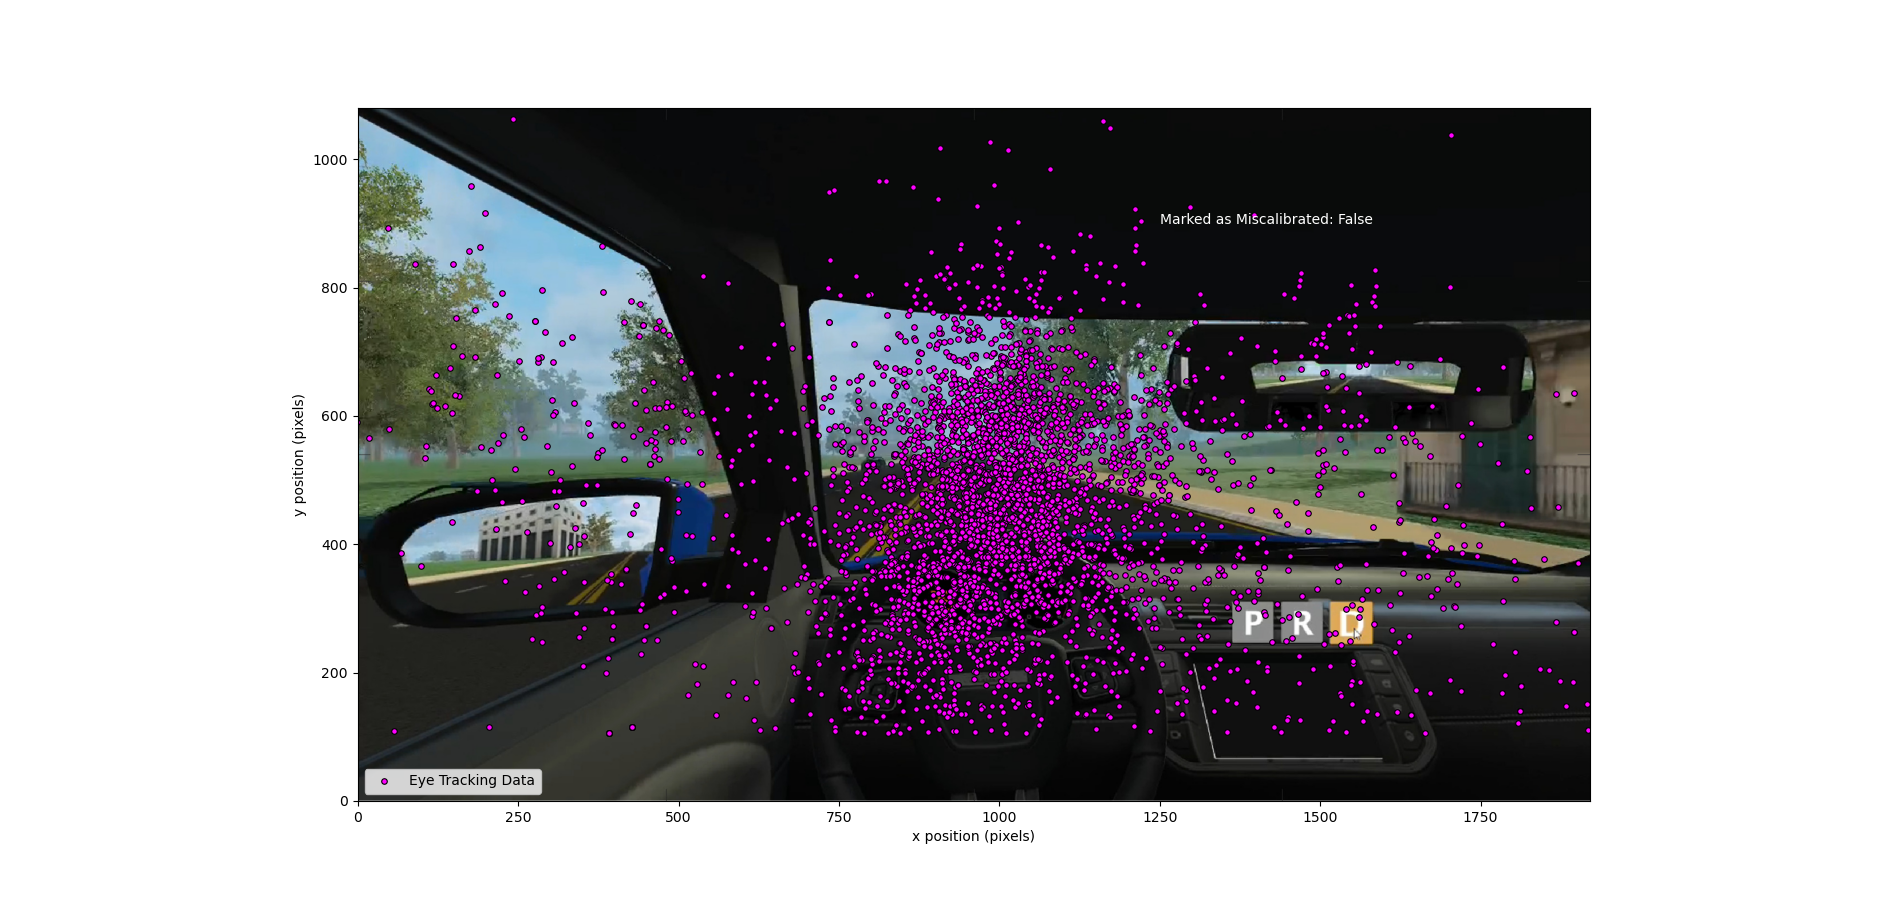 Marked as Miscalibrated: False
1000
800
600
400
200
0
y position (pixels)
P R D
Eye Tracking Data
0 250 500 750 1000 1250 1500 1750
x position (pixels)